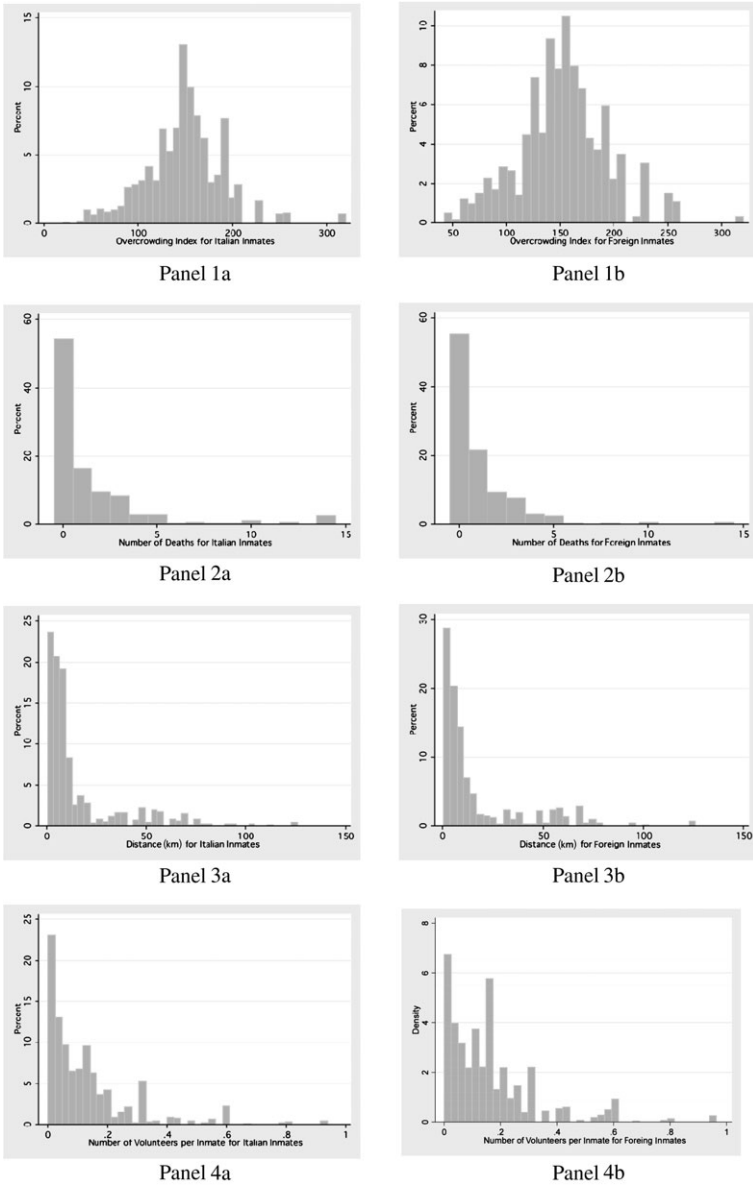 Percent
15
10
5
0
0 100 200 300
Overcrowding Index for Italian Inmates
Panel 1a
Percent
10
8
6
4
2
0
50 100 150 200 250 300
Overcrowding Index for Foreign Inmates
Panel 1b
Percent
60
40
20
0
0 5 10 15
Number of Deaths for Italian Inmates
Panel 2a
Percent
60
40
20
0
0 5 10 15
Number of Deaths for Foreign Inmates
Panel 2b
Percent
25
20
15
10
5
0
0 50 100 150
Distance (km) for Italian Inmates
Panel 3a
Percent
30
20
10
0
0 50 100 150
Distance (km) for Foreign Inmates
Panel 3b
Percent
25
20
15
10
5
0
0 .2 .4 .6 .8 1
Number of Volunteers per Inmate for Italian Inmates
Panel 4a
Density
8
6
4
2
0
0 .2 .4 .6 .8 1
Number of Volunteers per Inmate for Foreing Inmates
Panel 4b